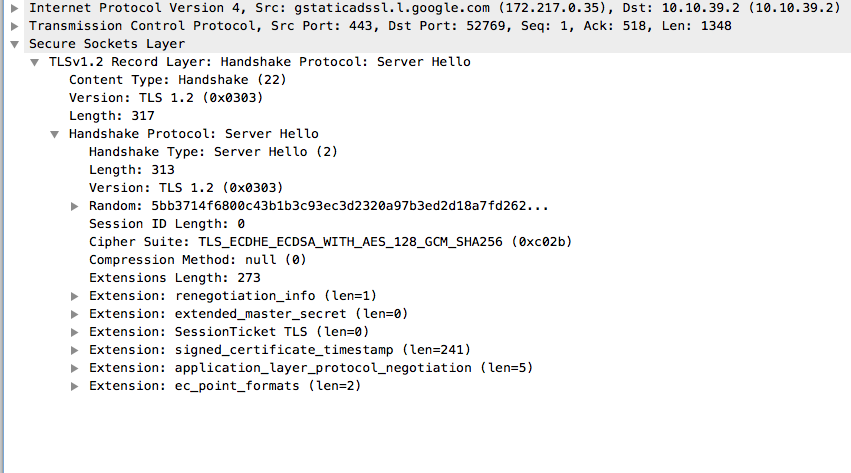 Internet Protocol Version 4, Src: gstaticadssl.l.google.com (172.217.0.35), Dst: 10.10.39.2 (10.10.39.2)
Transmission Control Protocol, Src Port: 443, Dst Port: 52769, Seq: 1, Ack: 518, Len: 1348
Secure Sockets Layer
TLSv1.2 Record Layer: Handshake Protocol: Server Hello
Content Type: Handshake (22)
Version: TLS 1.2 (0x0303)
Length: 317
Handshake Protocol: Server Hello
Handshake Type: Server Hello (2)
Length: 313
Version: TLS 1.2 (0x0303)
Random: 5bb3714f6800c43b1b3c93ec3d2320a97b3ed2d18a7fd262...
Session ID Length: 0
Cipher Suite: TLS_ECDHE_ECDSA_WITH_AES_128_GCM_SHA256 (0xc02b)
Compression Method: null (0)
Extensions Length: 273
Extension: renegotiation_info (len=1)
Extension: extended_master_secret (len=0)
Extension: SessionTicket TLS (len=0)
Extension: signed_certificate_timestamp (len=241)
Extension: application_layer_protocol_negotiation (len=5)
Extension: ec_point_formats (len=2)